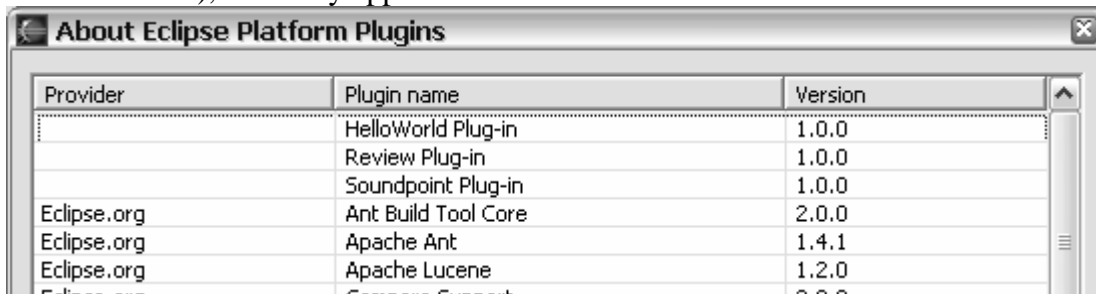 About Eclipse Platform Plugins
Provider Plugin name Version
HelloWorld Plug-in 1.0.0
Review Plug-in 1.0.0
Soundpoint Plug-in 1.0.0
Eclipse.org Ant Build Tool Core 2.0.0
Eclipse.org Apache Ant 1.4.1
Eclipse.org Apache Lucene 1.2.0